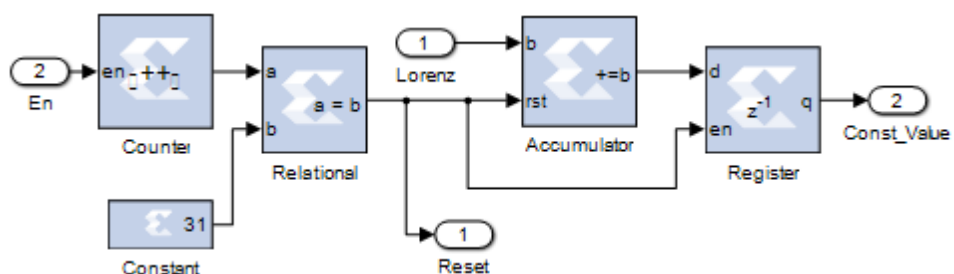 2
En
en
++
Counter
31
Constant
a
b
a = b
Relational
1
Lorenz
b
rst
+=b
Accumulator
d
en
z-1
q
Register
2
Const_Value
1
Reset